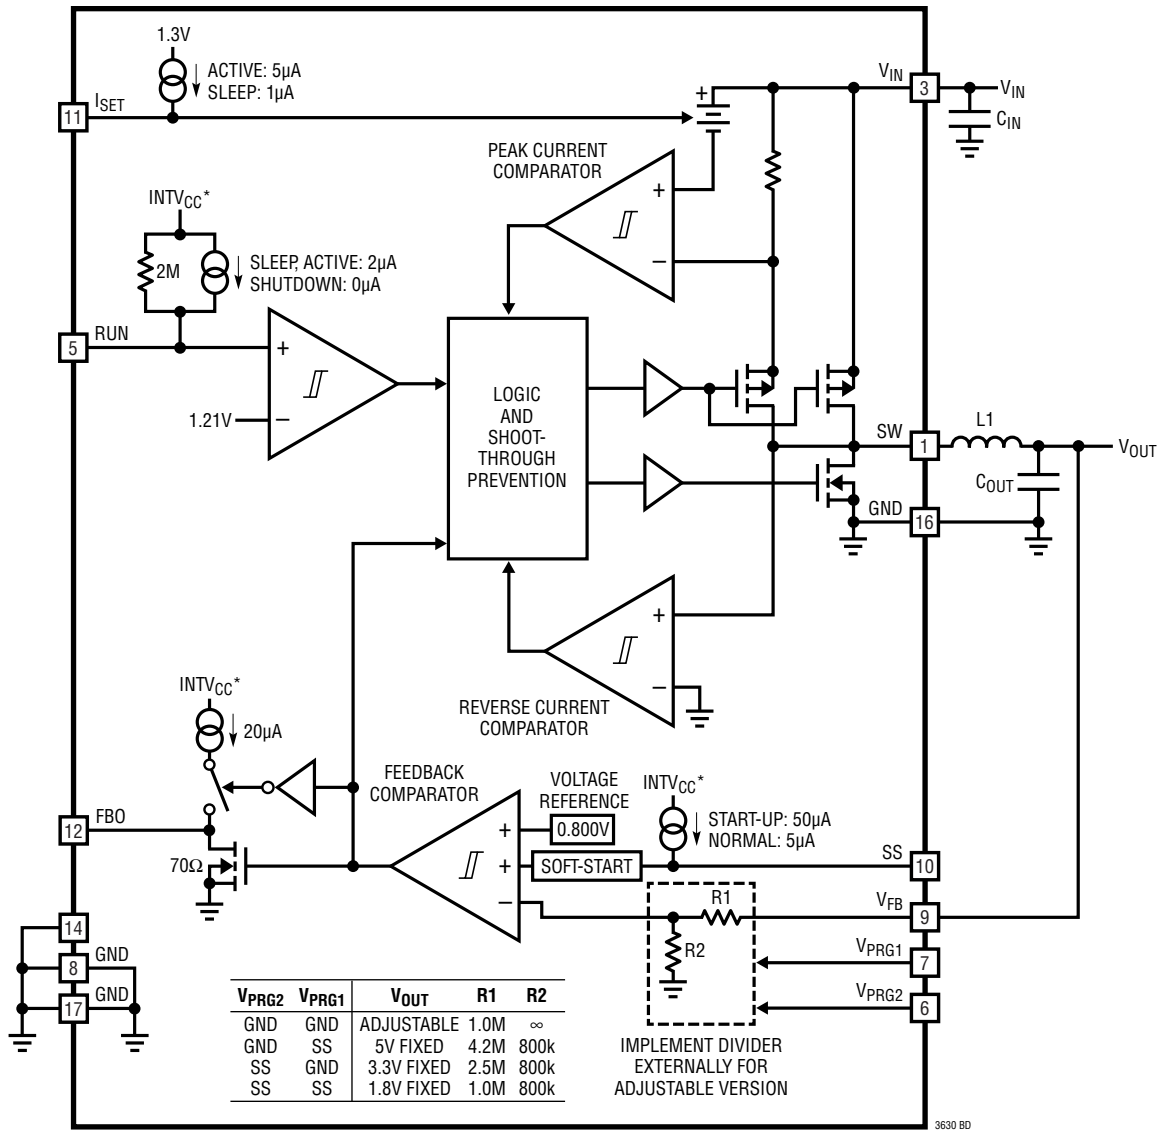 1.3V
ACTIVE: 5µA
SLEEP: 1µA
11
ISET
+
VIN
3
VIN
CIN
PEAK CURRENT
COMPARATOR
+
−
INTVCC*
2M
SLEEP, ACTIVE: 2µA
SHUTDOWN: 0µA
RUN
5
+
1.21V
−
LOGIC
AND
SHOOT-
THROUGH
PREVENTION
SW
1
L1
VOUT
COUT
GND
16
+
−
REVERSE CURRENT
COMPARATOR
INTVCC*
20µA
FEEDBACK
COMPARATOR
VOLTAGE
REFERENCE
INTVCC*
START-UP: 50µA
NORMAL: 5µA
FBO
12
+
0.800V
+
SOFT-START
SS
10
70Ω
−
R1
VFB
9
R2
VPRG1
7
VPRG2
6
14
GND
8
GND
17
VPRG2 VPRG1 VOUT R1 R2
GND GND ADJUSTABLE 1.0M ∞
GND SS 5V FIXED 4.2M 800k
SS GND 3.3V FIXED 2.5M 800k
SS SS 1.8V FIXED 1.0M 800k
IMPLEMENT DIVIDER
EXTERNALLY FOR
ADJUSTABLE VERSION
3630 BD